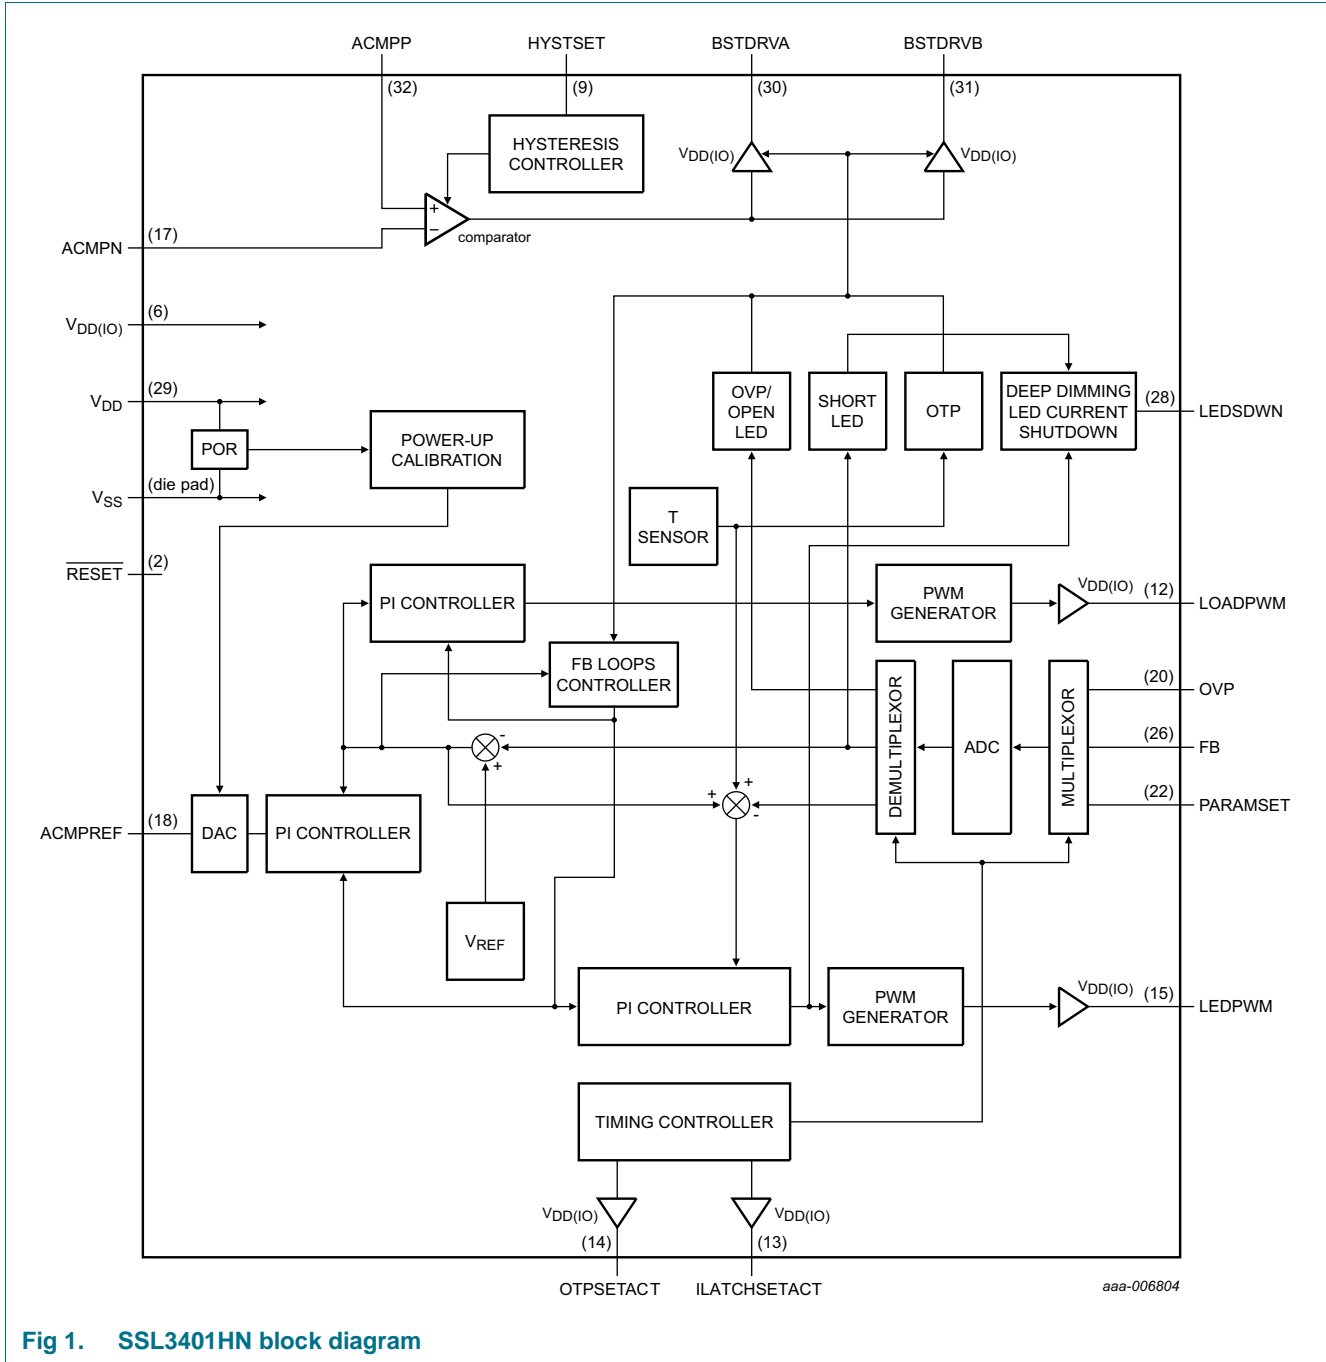 ACMPP
HYSTSET
BSTDRVA
BSTDRVB
(32)
(9)
(30)
(31)
HYSTERESIS
CONTROLLER
VDD(IO)
VDD(IO)
+
−
comparator
ACMPN
(17)
VDD(IO)
(6)
VDD
(29)
POR
POWER-UP
CALIBRATION
VSS
(die pad)
RESET
(2)
OVP/
OPEN
LED
SHORT
LED
OTP
DEEP DIMMING
LED CURRENT
SHUTDOWN
(28)
LEDSDWN
T
SENSOR
PI CONTROLLER
PWM
GENERATOR
VDD(IO)
(12)
LOADPWM
FB LOOPS
CONTROLLER
DEMULTIPLEXOR
ADC
MULTIPLEXOR
(20)
OVP
(26)
FB
(22)
PARAMSET
-
+
+
+
-
ACMPREF
(18)
DAC
PI CONTROLLER
VREF
PI CONTROLLER
PWM
GENERATOR
VDD(IO)
(15)
LEDPWM
TIMING CONTROLLER
VDD(IO)
VDD(IO)
(14)
(13)
OTPSETACT
ILATCHSETACT
aaa-006804
Fig 1. SSL3401HN block diagram